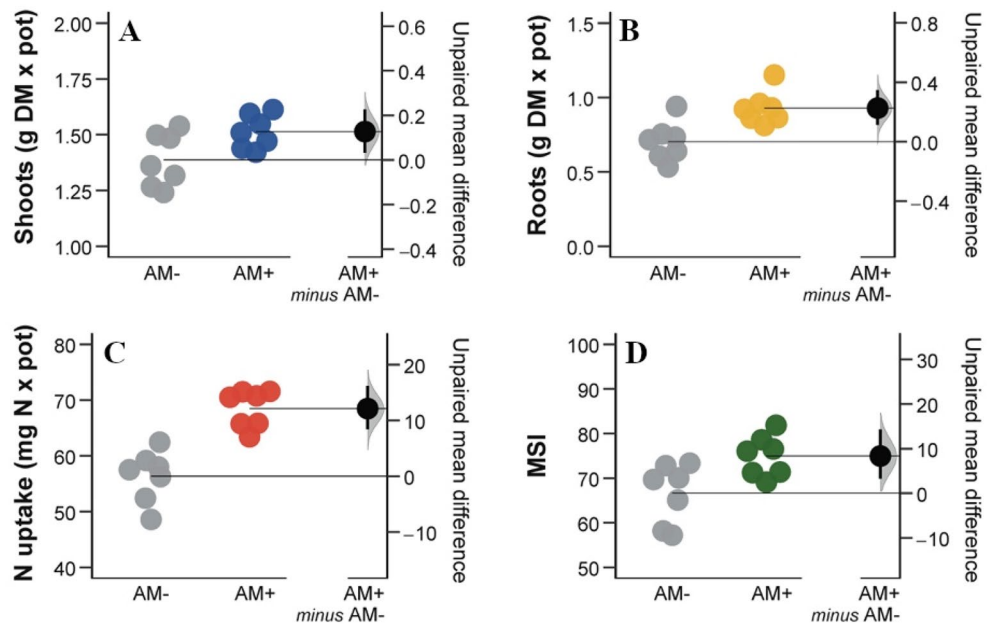 A
Shoots (g DM x pot)
2.00
1.75
1.50
1.25
1.00
0.6
0.4
0.2
0.0
−0.2
−0.4
Unpaired mean difference
AM-
AM+
AM+
minus AM-
B
Roots (g DM x pot)
1.5
1.0
0.5
0.0
0.8
0.4
0.0
−0.4
Unpaired mean difference
AM-
AM+
AM+
minus AM-
C
N uptake (mg N x pot)
80
70
60
50
40
20
10
0
−10
Unpaired mean difference
AM-
AM+
AM+
minus AM-
D
MSI
100
90
80
70
60
50
30
20
10
0
−10
Unpaired mean difference
AM-
AM+
AM+
minus AM-